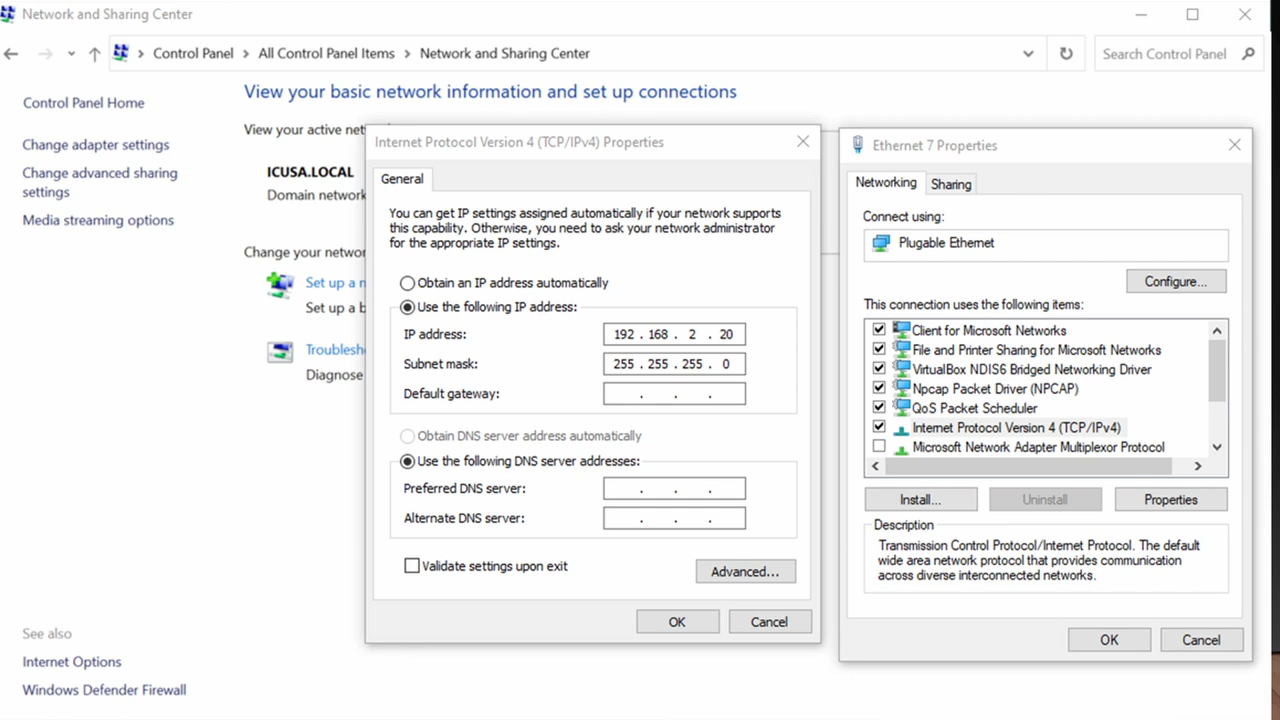 Network and Sharing Center
Control Panel > All Control Panel Items > Network and Sharing Center
Search Control Panel
Control Panel Home
Change adapter settings
Change advanced sharing
settings
Media streaming options
See also
Internet Options
Windows Defender Firewall
View your basic network information and set up connections
View your active net
ICUSA.LOCAL
Domain network
Change your networ
Set up a n
Set up a b
Troublesh
Diagnose
Internet Protocol Version 4 (TCP/IPv4) Properties
General
You can get IP settings assigned automatically if your network supports
this capability. Otherwise, you need to ask your network administrator
for the appropriate IP settings.
Obtain an IP address automatically
Use the following IP address:
IP address: 192 . 168 . 2 . 20
Subnet mask: 255 . 255 . 255 . 0
Default gateway: . . .
Obtain DNS server address automatically
Use the following DNS server addresses:
Preferred DNS server: . . .
Alternate DNS server: . . .
Validate settings upon exit
Advanced...
OK Cancel
Ethernet 7 Properties
Networking Sharing
Connect using:
Plugable Ethernet
Configure...
This connection uses the following items:
Client for Microsoft Networks
File and Printer Sharing for Microsoft Networks
VirtualBox NDIS6 Bridged Networking Driver
Npcap Packet Driver (NPCAP)
QoS Packet Scheduler
Internet Protocol Version 4 (TCP/IPv4)
Microsoft Network Adapter Multiplexor Protocol
Install... Uninstall Properties
Description
Transmission Control Protocol/Internet Protocol. The default
wide area network protocol that provides communication
across diverse interconnected networks.
OK Cancel